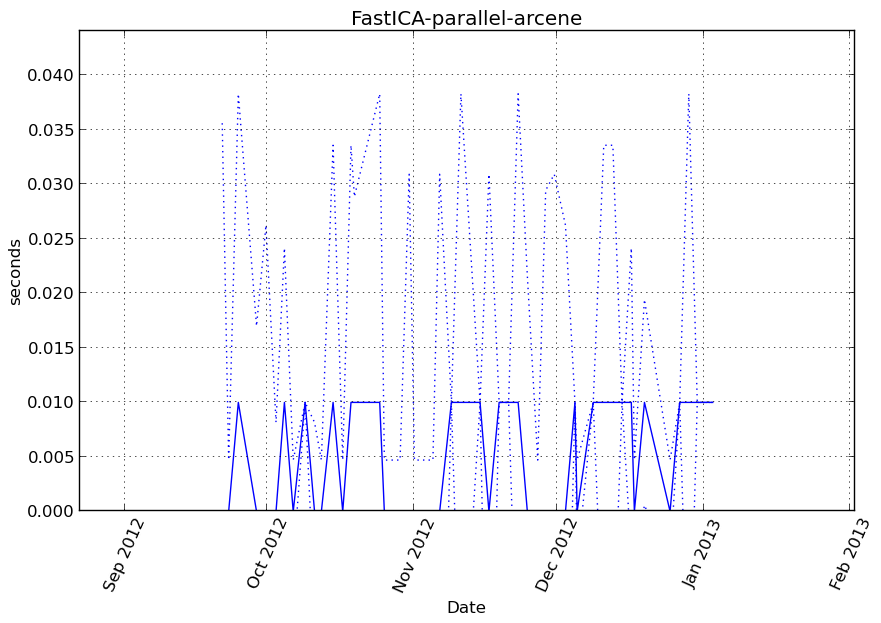 FastICA-parallel-arcene
seconds
0.040
0.035
0.030
0.025
0.020
0.015
0.010
0.005
0.000
Sep 2012
Oct 2012
Nov 2012
Dec 2012
Jan 2013
Feb 2013
Date